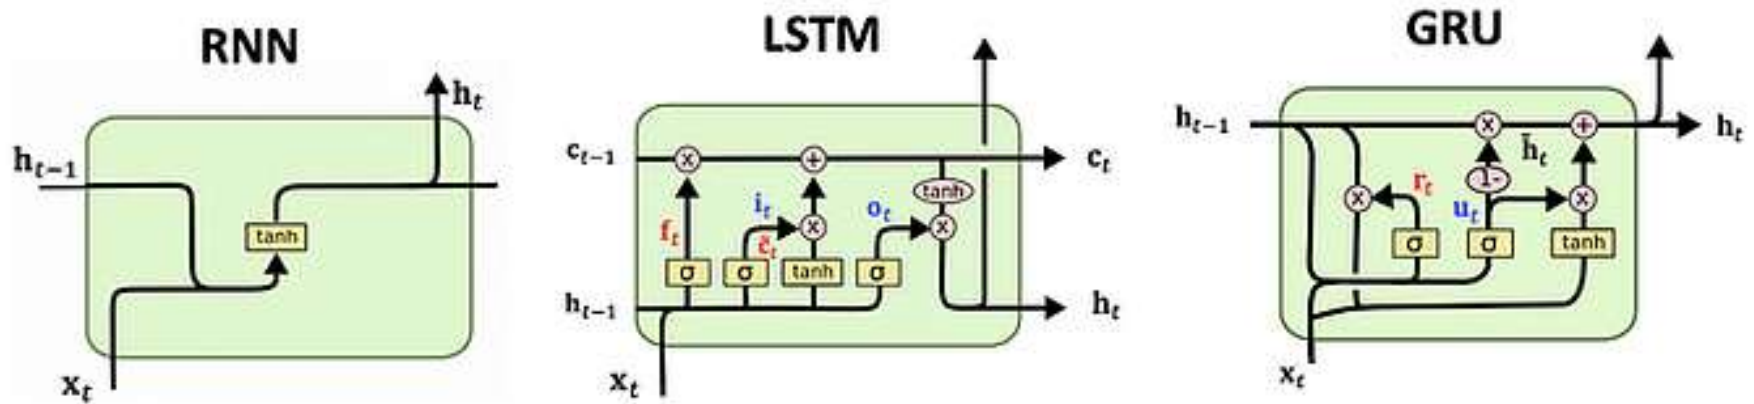 RNN
h_t
h_{t-1}
tanh
x_t
LSTM
c_{t-1}
×
+
c_t
tanh
i_t
o_t
×
×
f_t
c̃_t
σ
σ
tanh
σ
h_{t-1}
h_t
x_t
GRU
h_{t-1}
×
+
h_t
h̃_t
1-
r_t
×
u_t
×
σ
σ
tanh
x_t